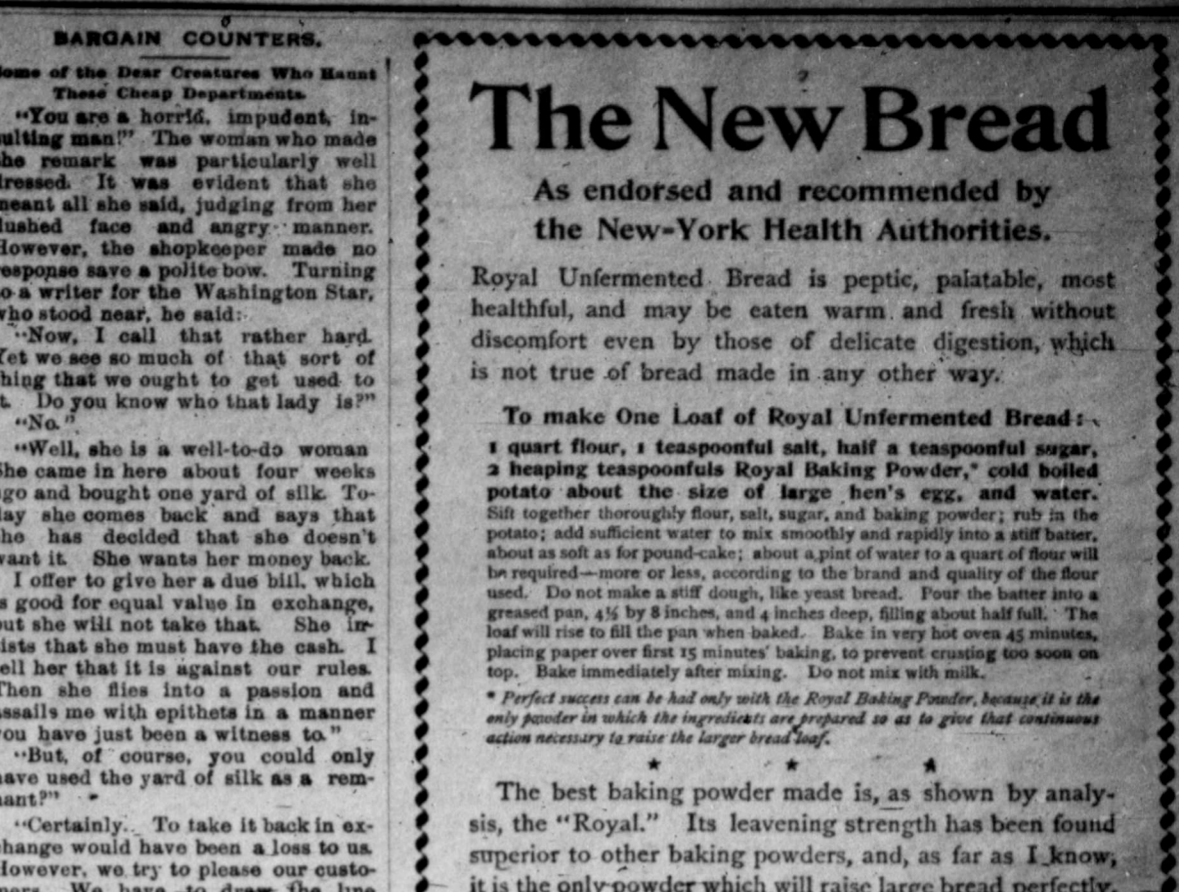 BARGAIN COUNTERS.
Some of the Dear Creatures Who Haunt
These Cheap Departments.
"You are a horrid, impudent, in-
sulting man!" The woman who made
the remark was particularly well
dressed. It was evident that she
meant all she said, judging from her
flushed face and angry manner.
However, the shopkeeper made no
response save a polite bow. Turning
to a writer for the Washington Star,
who stood near, he said:
"Now, I call that rather hard.
Yet we see so much of that sort of
thing that we ought to get used to
it. Do you know who that lady is?"
"No."
"Well, she is a well-to-do woman
She came in here about four weeks
ago and bought one yard of silk. To-
day she comes back and says that
she has decided that she doesn't
want it. She wants her money back.
I offer to give her a due bill, which
is good for equal value in exchange,
but she will not take that. She in-
sists that she must have the cash. I
tell her that it is against our rules.
Then she flies into a passion and
assails me with epithets in a manner
you have just been a witness to."
"But, of course, you could only
have used the yard of silk as a rem-
nant?"
"Certainly. To take it back in ex-
change would have been a loss to us.
However, we try to please our custo-
mers. We have to draw the line
The New Bread
As endorsed and recommended by
the New-York Health Authorities.
Royal Unfermented Bread is peptic, palatable, most
healthful, and may be eaten warm and fresh without
discomfort even by those of delicate digestion, which
is not true of bread made in any other way.
To make One Loaf of Royal Unfermented Bread:
1 quart flour, 1 teaspoonful salt, half a teaspoonful sugar,
2 heaping teaspoonfuls Royal Baking Powder,* cold boiled
potato about the size of large hen's egg, and water.
Sift together thoroughly flour, salt, sugar, and baking powder; rub in the
potato; add sufficient water to mix smoothly and rapidly into a stiff batter,
about as soft as for pound-cake; about a pint of water to a quart of flour will
be required—more or less, according to the brand and quality of the flour
used. Do not make a stiff dough, like yeast bread. Pour the batter into a
greased pan, 4½ by 8 inches, and 4 inches deep, filling about half full. The
loaf will rise to fill the pan when baked. Bake in very hot oven 45 minutes,
placing paper over first 15 minutes' baking, to prevent crusting too soon on
top. Bake immediately after mixing. Do not mix with milk.
* Perfect success can be had only with the Royal Baking Powder, because it is the
only powder in which the ingredients are prepared so as to give that continuous
action necessary to raise the larger bread loaf.
The best baking powder made is, as shown by analy-
sis, the "Royal." Its leavening strength has been found
superior to other baking powders, and, as far as I know,
it is the only powder which will raise large bread perfectly